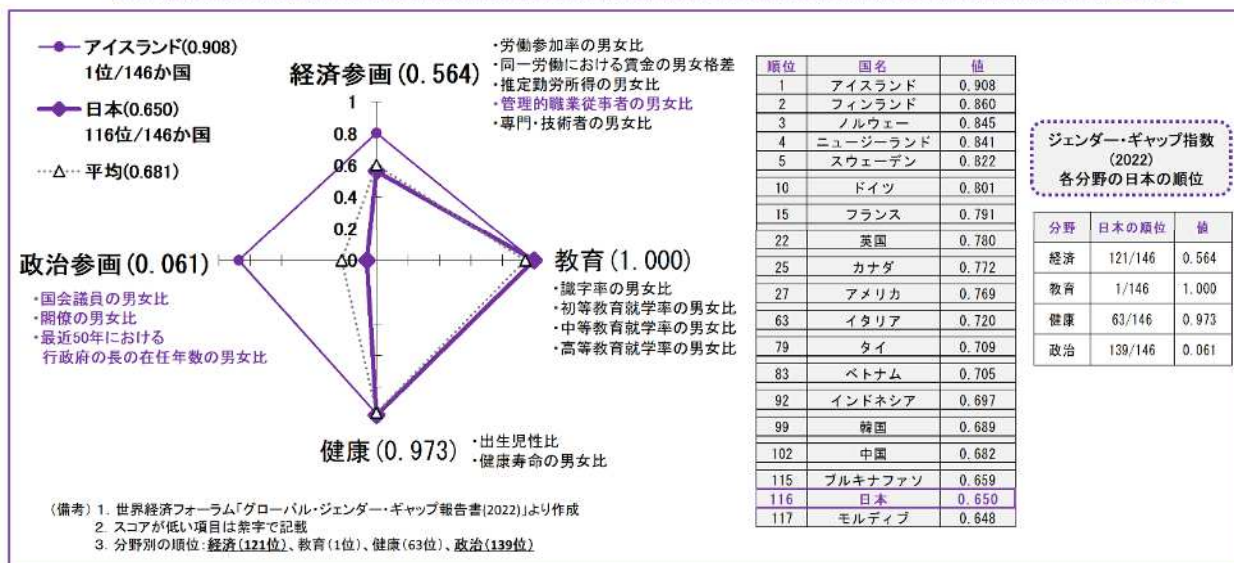 アイスランド(0.908)
1位/146か国
日本(0.650)
116位/146か国
平均(0.681)
経済参画(0.564)
・労働参加率の男女比
・同一労働における賃金の男女格差
・推定勤労所得の男女比
・管理的職業従事者の男女比
・専門・技術者の男女比
1
0.8
0.6
0.4
0.2
0
政治参画(0.061)
・国会議員の男女比
・閣僚の男女比
・最近50年における
行政府の長の在任年数の男女比
教育(1.000)
・識字率の男女比
・初等教育就学率の男女比
・中等教育就学率の男女比
・高等教育就学率の男女比
健康(0.973)
・出生児性比
・健康寿命の男女比
(備考) 1. 世界経済フォーラム「グローバル・ジェンダー・ギャップ報告書(2022)」より作成
2. スコアが低い項目は紫字で記載
3. 分野別の順位：経済(121位)、教育(1位)、健康(63位)、政治(139位)
順位 国名 値
1 アイスランド 0.908
2 フィンランド 0.860
3 ノルウェー 0.845
4 ニュージーランド 0.841
5 スウェーデン 0.822
10 ドイツ 0.801
15 フランス 0.791
22 英国 0.780
25 カナダ 0.772
27 アメリカ 0.769
63 イタリア 0.720
79 タイ 0.709
83 ベトナム 0.705
92 インドネシア 0.697
99 韓国 0.689
102 中国 0.682
115 ブルキナファソ 0.659
116 日本 0.650
117 モルディブ 0.648
ジェンダー・ギャップ指数
(2022)
各分野の日本の順位
分野 日本の順位 値
経済 121/146 0.564
教育 1/146 1.000
健康 63/146 0.973
政治 139/146 0.061